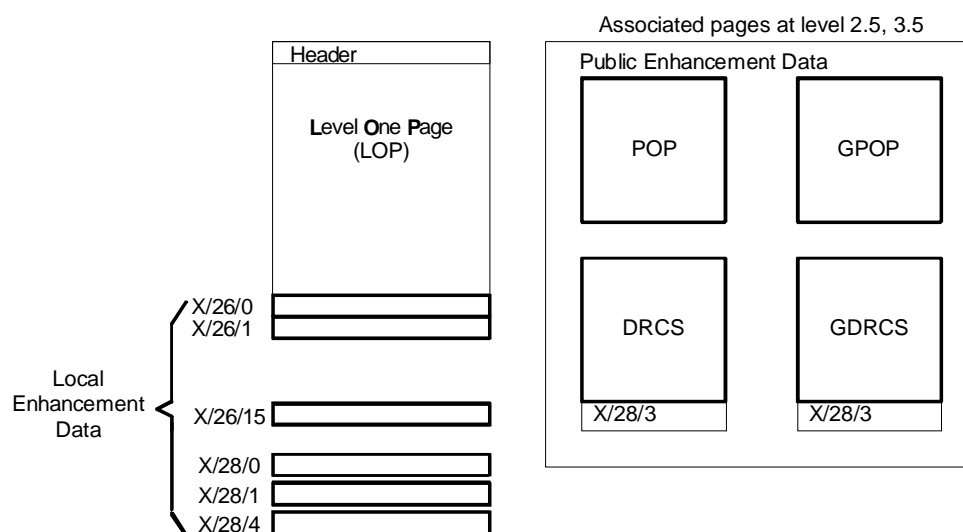 Associated pages at level 2.5, 3.5
Header
Level One Page
(LOP)
Public Enhancement Data
POP
GPOP
DRCS
GDRCS
X/28/3
X/28/3
X/26/0
X/26/1
Local
Enhancement
Data
X/26/15
X/28/0
X/28/1
X/28/4